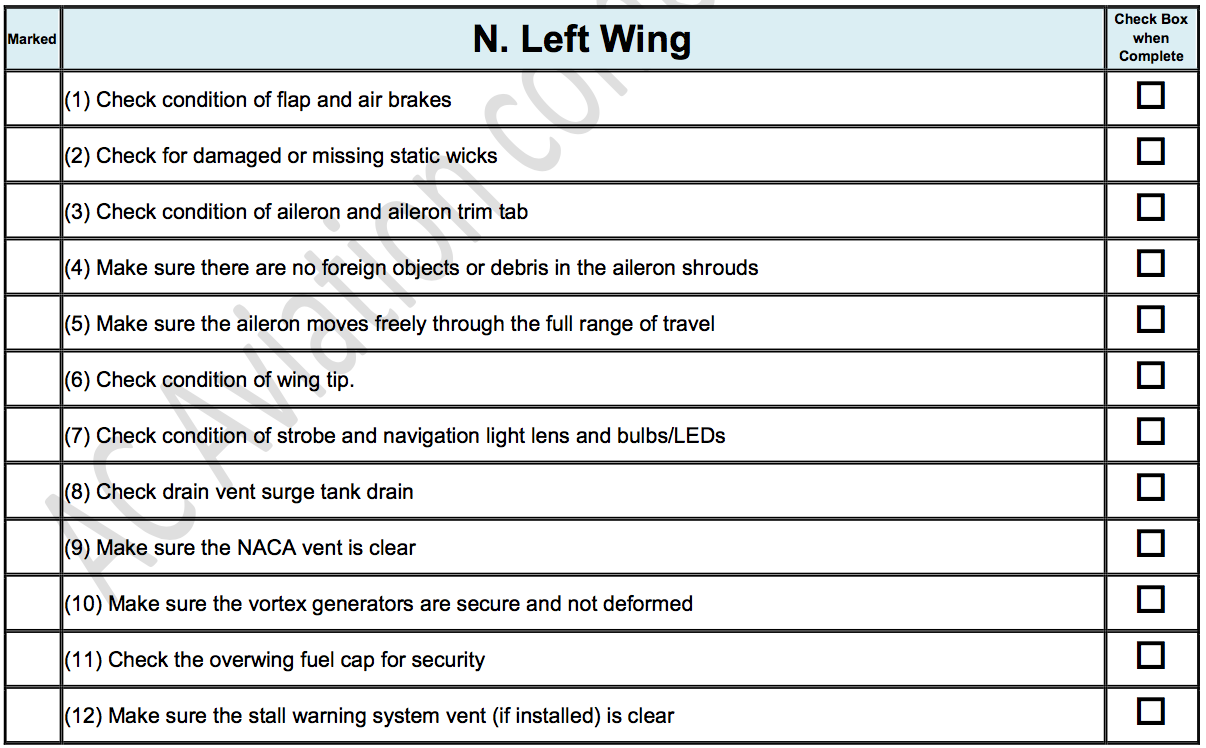 Marked
N. Left Wing
Check Box
when
Complete
(1) Check condition of flap and air brakes
(2) Check for damaged or missing static wicks
(3) Check condition of aileron and aileron trim tab
(4) Make sure there are no foreign objects or debris in the aileron shrouds
(5) Make sure the aileron moves freely through the full range of travel
(6) Check condition of wing tip.
(7) Check condition of strobe and navigation light lens and bulbs/LEDs
(8) Check drain vent surge tank drain
(9) Make sure the NACA vent is clear
(10) Make sure the vortex generators are secure and not deformed
(11) Check the overwing fuel cap for security
(12) Make sure the stall warning system vent (if installed) is clear
AC Aviation